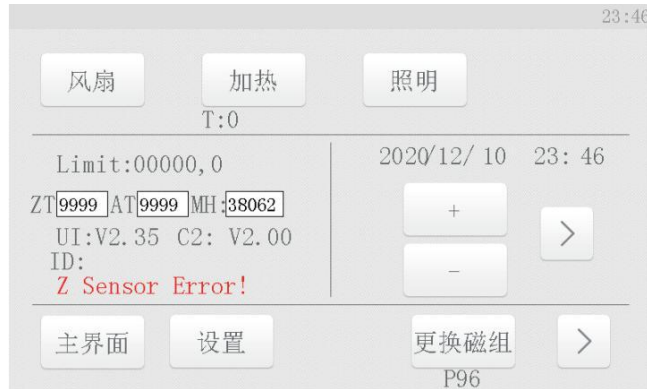 23:46
风扇 加热 照明
T:0
Limit:00000,0
2020/12/ 10 23: 46
ZT 9999 AT 9999 MH: 38062
+
UI:V2.35 C2: V2.00
>
ID:
−
Z Sensor Error!
主界面 设置 更换磁组 >
P96